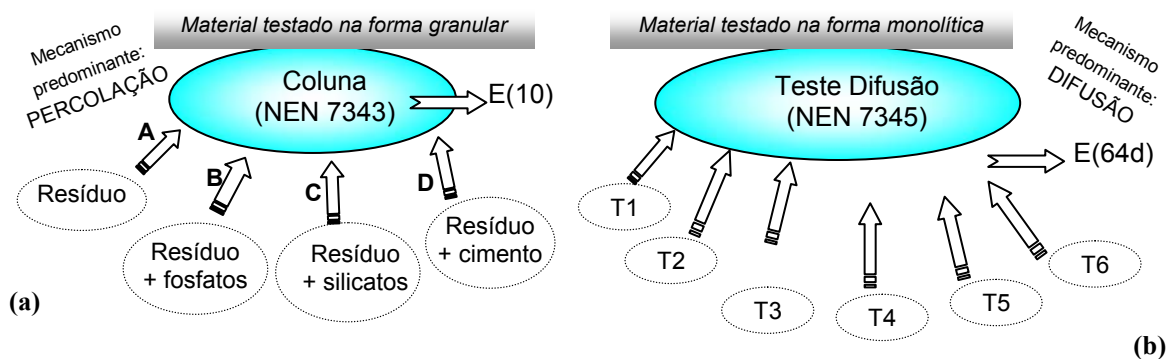 Material testado na forma granular
Mecanismo
predominante:
PERCOLAÇÃO
Coluna
(NEN 7343)
E(10)
A
B
C
D
Resíduo
Resíduo
+ fosfatos
Resíduo
+ silicatos
Resíduo
+ cimento
(a)
Material testado na forma monolítica
Mecanismo
predominante:
DIFUSÃO
Teste Difusão
(NEN 7345)
E(64d)
T1
T2
T3
T4
T5
T6
(b)